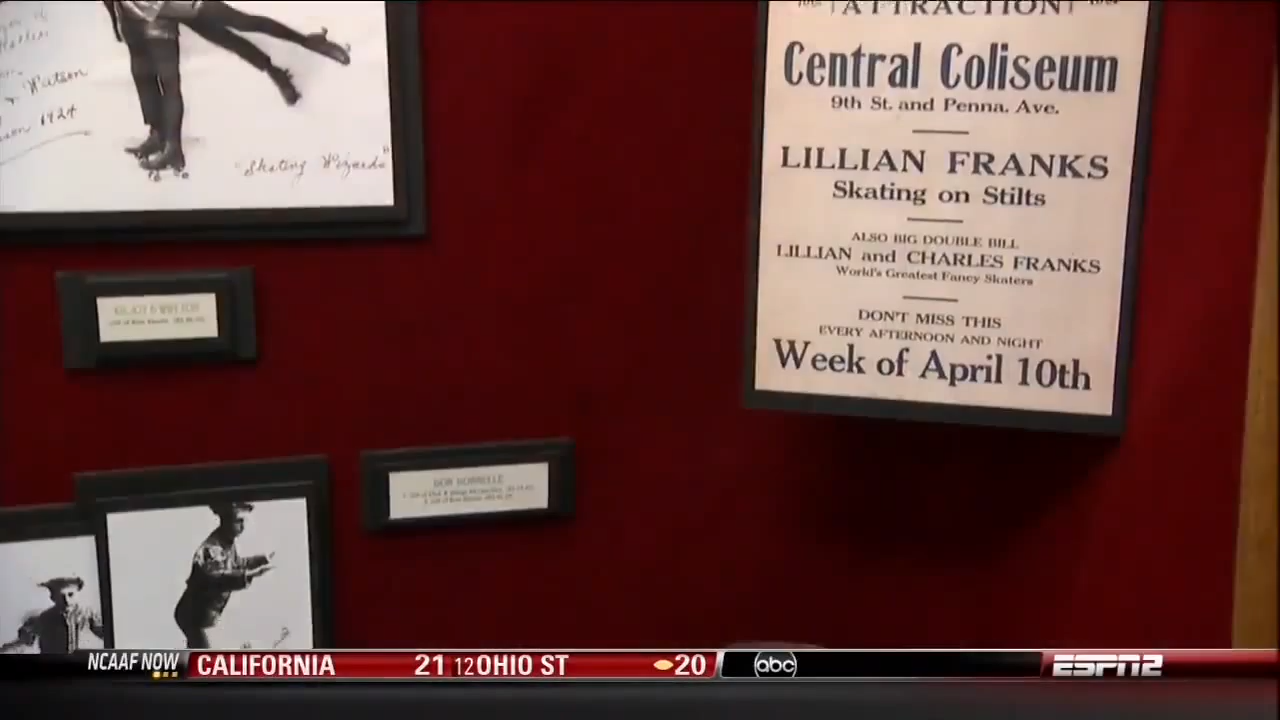 Watson
1924
"Skating Wizards"
ATTRACTION
Central Coliseum
9th St. and Penna. Ave.
LILLIAN FRANKS
Skating on Stilts
ALSO BIG DOUBLE BILL
LILLIAN and CHARLES FRANKS
World's Greatest Fancy Skaters
DON'T MISS THIS
EVERY AFTERNOON AND NIGHT
Week of April 10th
NCAAF NOW CALIFORNIA 21 12 OHIO ST 20 abc ESPN2